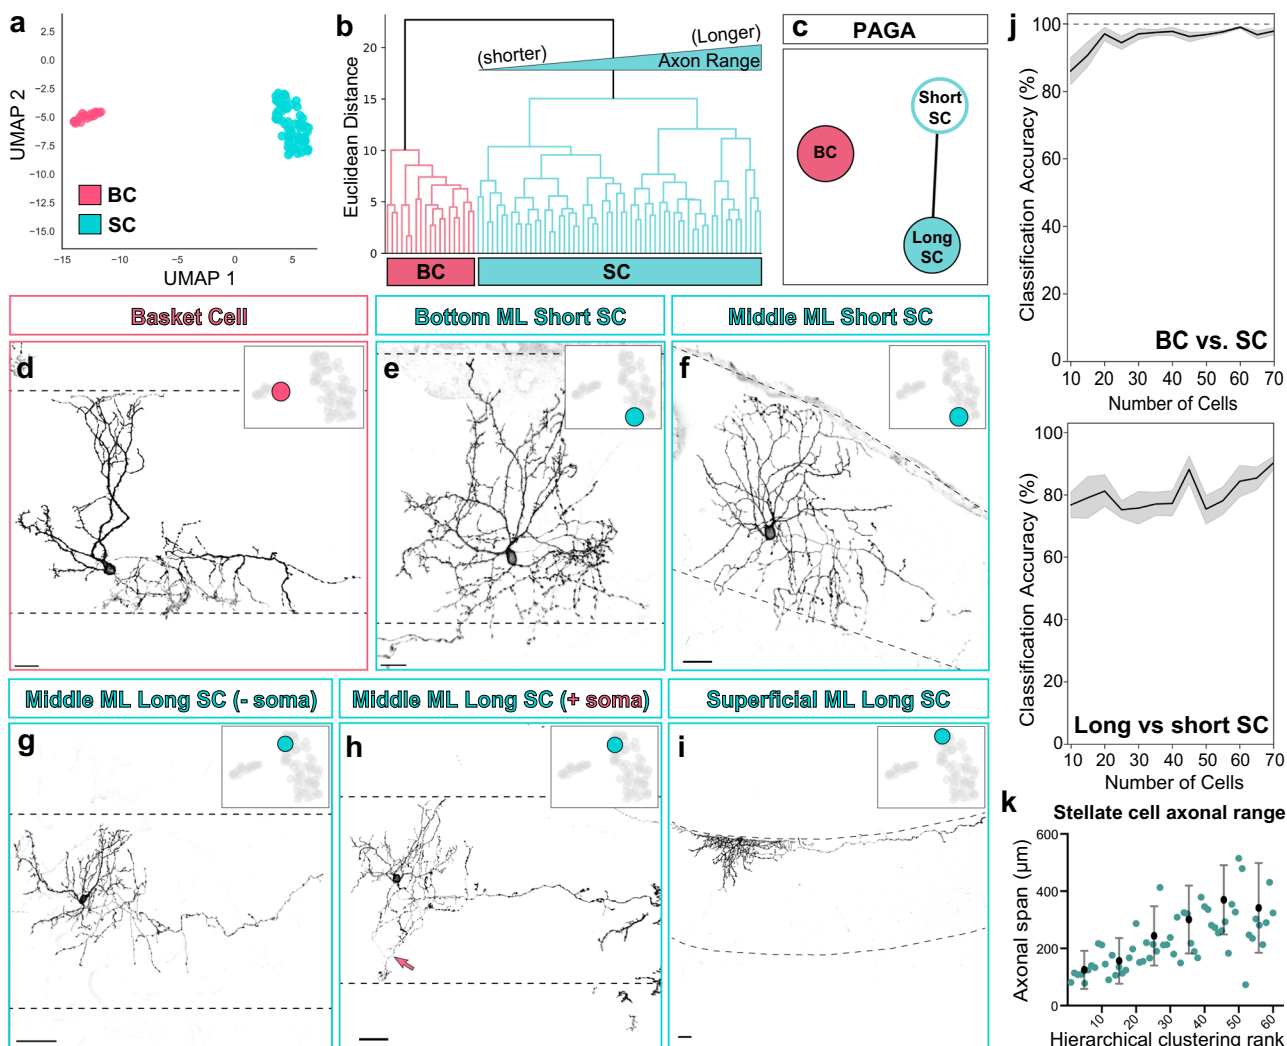 a
2.5
0.0
−2.5
−5.0
−7.5
−10.0
−12.5
−15.0
UMAP 2
BC
SC
−15
−10
−5
0
5
UMAP 1
b
20
15
10
5
0
Euclidean Distance
(shorter)
(Longer)
Axon Range
BC
SC
c
PAGA
BC
Short
SC
Long
SC
j
100
80
60
40
20
0
Classification Accuracy (%)
BC vs. SC
10 20 30 40 50 60 70
Number of Cells
Basket Cell
d
Bottom ML Short SC
e
Middle ML Short SC
f
100
80
60
40
20
0
Classification Accuracy (%)
Long vs short SC
10 20 30 40 50 60 70
Number of Cells
Middle ML Long SC (- soma)
g
Middle ML Long SC (+ soma)
h
Superficial ML Long SC
i
k
Stellate cell axonal range
600
400
200
0
Axonal span (µm)
10 20 30 40 50 60
Hierarchical clustering rank